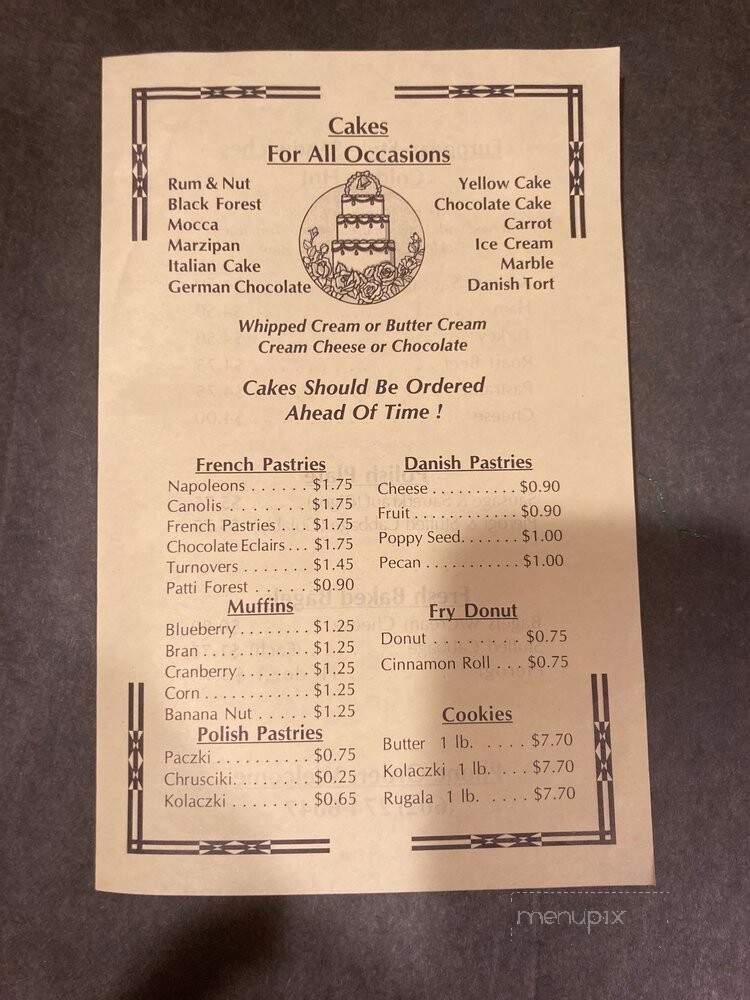 Cakes
For All Occasions
Rum & Nut
Black Forest
Mocca
Marzipan
Italian Cake
German Chocolate
Yellow Cake
Chocolate Cake
Carrot
Ice Cream
Marble
Danish Tort
Whipped Cream or Butter Cream
Cream Cheese or Chocolate
Cakes Should Be Ordered
Ahead Of Time !
French Pastries
Napoleons . . . . . . $1.75
Canolis . . . . . . . . $1.75
French Pastries . . . $1.75
Chocolate Eclairs . . . $1.75
Turnovers . . . . . . . $1.45
Patti Forest . . . . . $0.90
Muffins
Blueberry . . . . . . . . $1.25
Bran . . . . . . . . . . . $1.25
Cranberry . . . . . . . . $1.25
Corn . . . . . . . . . . . $1.25
Banana Nut . . . . . $1.25
Polish Pastries
Paczki . . . . . . . . . . $0.75
Chrusciki. . . . . . . . . $0.25
Kolaczki . . . . . . . . $0.65
Danish Pastries
Cheese . . . . . . . . . . $0.90
Fruit . . . . . . . . . . . . $0.90
Poppy Seed. . . . . . . $1.00
Pecan . . . . . . . . . . . $1.00
Fry Donut
Donut . . . . . . . . $0.75
Cinnamon Roll . . . $0.75
Cookies
Butter 1 lb. . . . . $7.70
Kolaczki 1 lb. . . . $7.70
Rugala 1 lb. . . . . $7.70
menupix